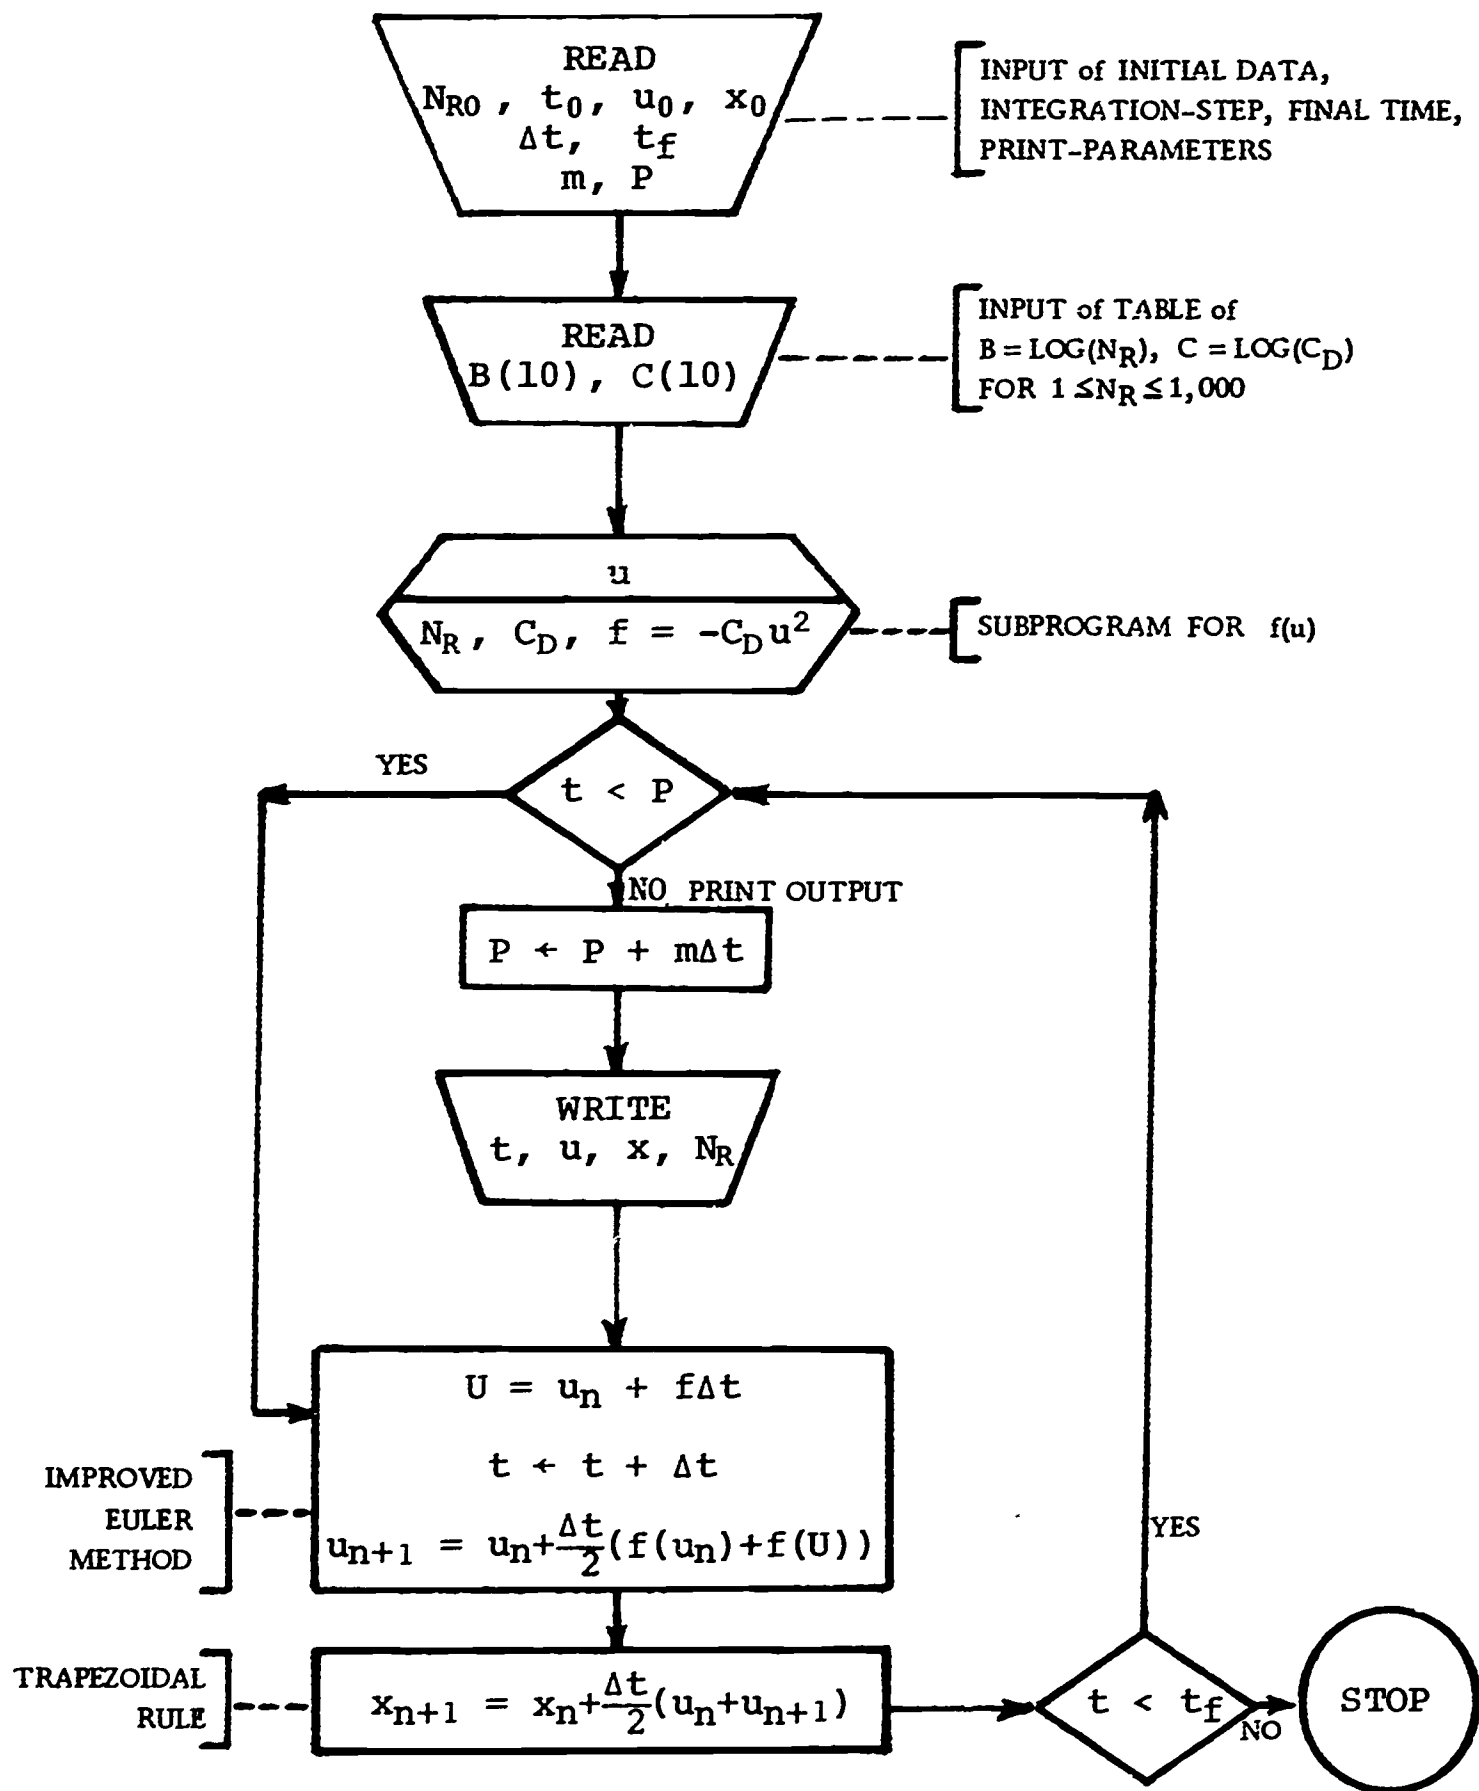 READ
N_R0, t_0, u_0, x_0
Δt, t_f
m, P
INPUT of INITIAL DATA,
INTEGRATION-STEP, FINAL TIME,
PRINT-PARAMETERS
READ
B(10), C(10)
INPUT of TABLE of
B = LOG(N_R), C = LOG(C_D)
FOR 1 ≤ N_R ≤ 1,000
u
N_R, C_D, f = -C_D u²
SUBPROGRAM FOR f(u)
YES
t < P
NO PRINT OUTPUT
P ← P + mΔt
WRITE
t, u, x, N_R
U = u_n + fΔt
t ← t + Δt
u_{n+1} = u_n + Δt/2 (f(u_n) + f(U))
IMPROVED
EULER
METHOD
YES
TRAPEZOIDAL
RULE
x_{n+1} = x_n + Δt/2 (u_n + u_{n+1})
t < t_f
NO
STOP